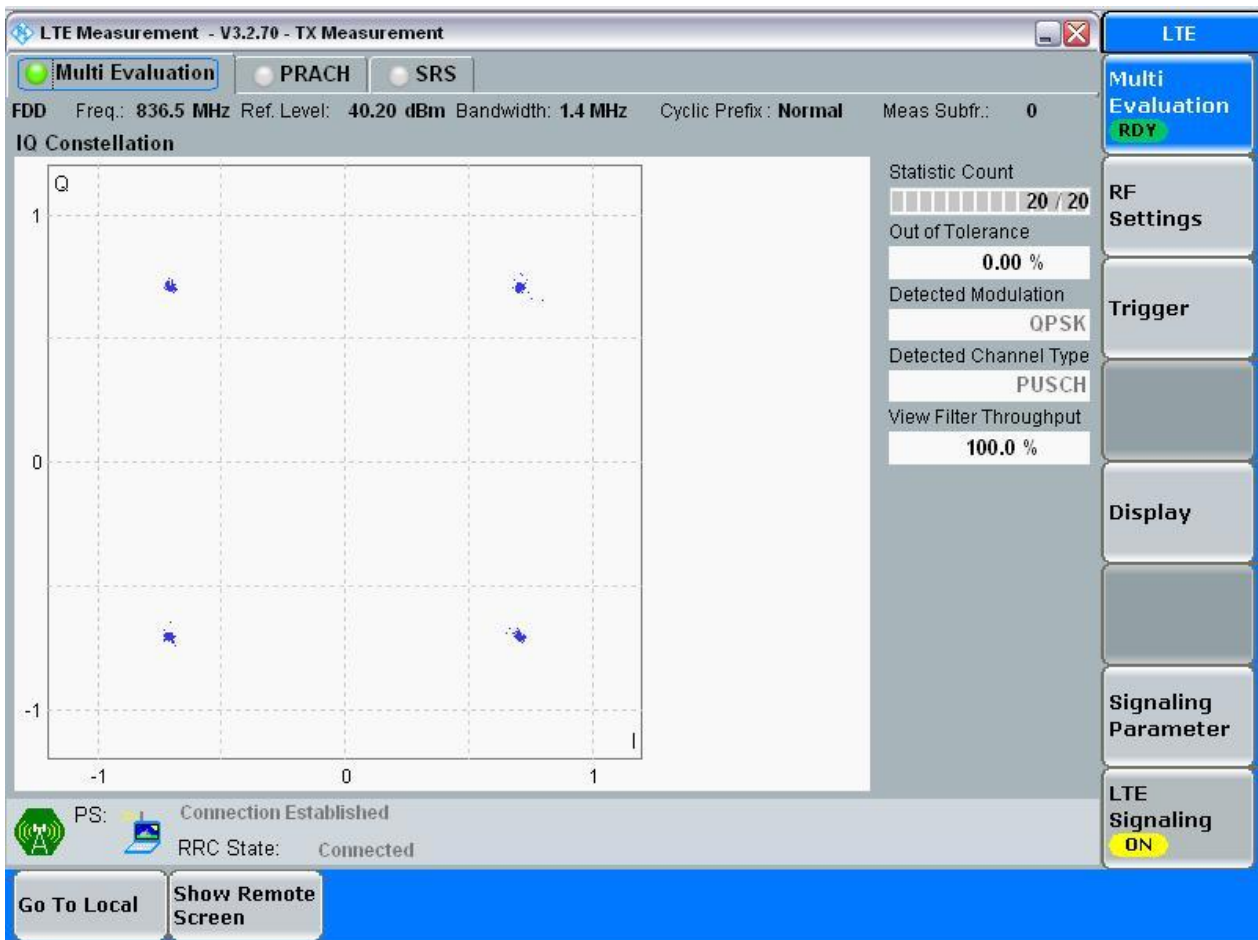 LTE Measurement - V3.2.70 - TX Measurement
Multi Evaluation PRACH SRS
FDD Freq.: 836.5 MHz Ref. Level: 40.20 dBm Bandwidth: 1.4 MHz Cyclic Prefix : Normal Meas Subfr.: 0
IQ Constellation
Q
1
0
-1
I
-1 0 1
Statistic Count
20 / 20
Out of Tolerance
0.00 %
Detected Modulation
QPSK
Detected Channel Type
PUSCH
View Filter Throughput
100.0 %
PS: Connection Established
RRC State: Connected
LTE
Multi
Evaluation
RDY
RF
Settings
Trigger
Display
Signaling
Parameter
LTE
Signaling
ON
Go To Local
Show Remote
Screen